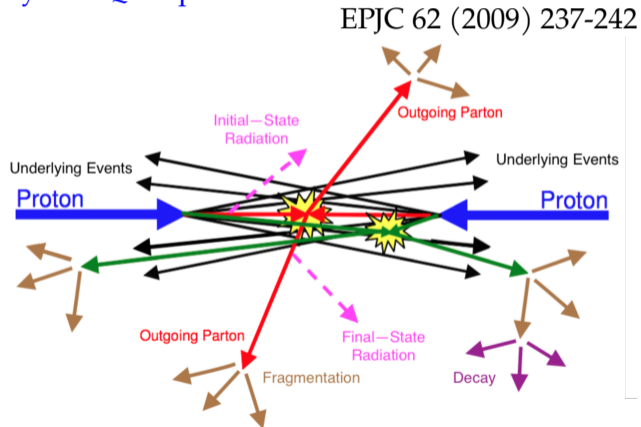 EPJC 62 (2009) 237-242
Outgoing Parton
Initial—State
Radiation
Underlying Events
Underlying Events
Proton
Proton
Outgoing Parton
Final—State
Radiation
Fragmentation
Decay